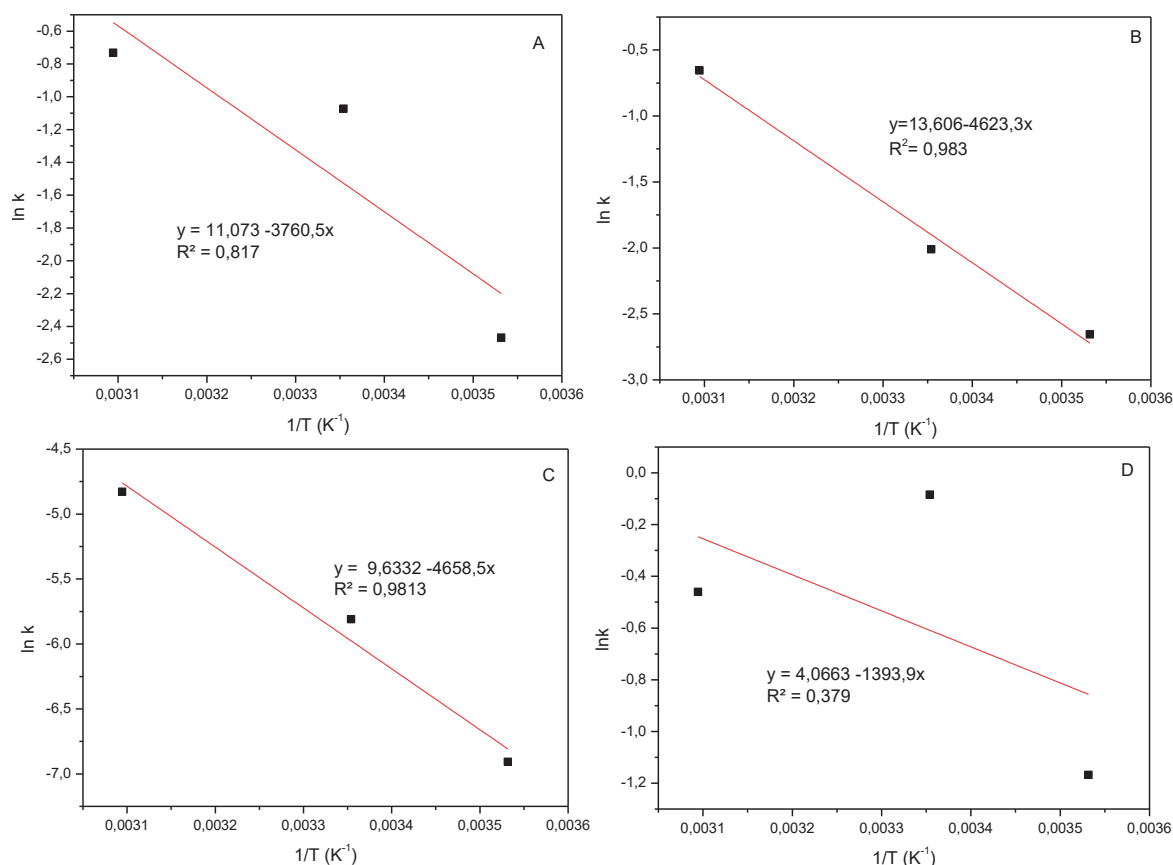 A
-0,6
-0,8
-1,0
-1,2
-1,4
-1,6
-1,8
-2,0
-2,2
-2,4
-2,6
ln k
y = 11,073 -3760,5x
R² = 0,817
0,0031 0,0032 0,0033 0,0034 0,0035 0,0036
1/T (K⁻¹)
B
-0,5
-1,0
-1,5
-2,0
-2,5
-3,0
ln k
y=13,606-4623,3x
R²= 0,983
0,0031 0,0032 0,0033 0,0034 0,0035 0,0036
1/T (K⁻¹)
C
-4,5
-5,0
-5,5
-6,0
-6,5
-7,0
ln k
y = 9,6332 -4658,5x
R² = 0,9813
0,0031 0,0032 0,0033 0,0034 0,0035 0,0036
1/T (K⁻¹)
D
0,0
-0,2
-0,4
-0,6
-0,8
-1,0
-1,2
lnk
y = 4,0663 -1393,9x
R² = 0,379
0,0031 0,0032 0,0033 0,0034 0,0035 0,0036
1/T (K⁻¹)